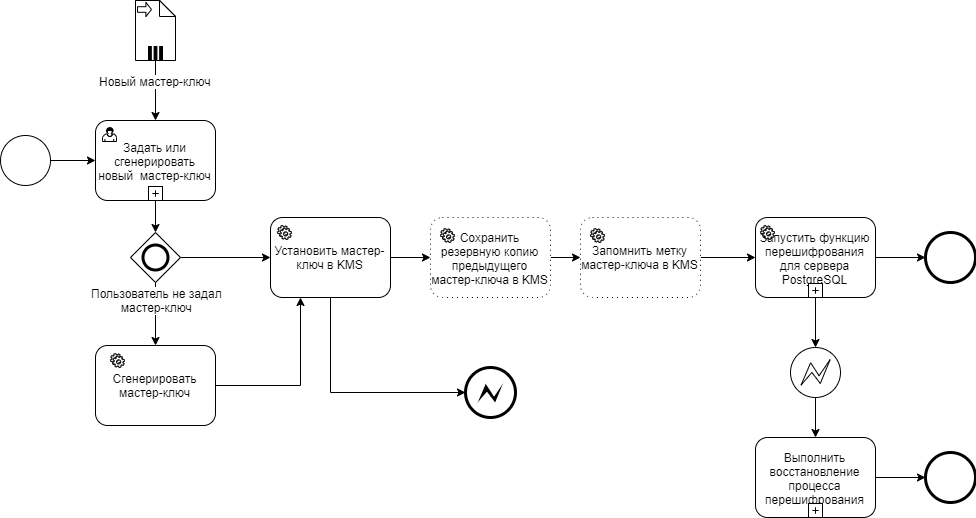 Новый мастер-ключ
Задать или
сгенерировать
новый мастер-ключ
Пользователь не задал
мастер-ключ
Сгенерировать
мастер-ключ
Установить мастер-
ключ в KMS
Сохранить
резервную копию
предыдущего
мастер-ключа в KMS
Запомнить метку
мастер-ключа в KMS
Запустить функцию
перешифрования
для сервера
PostgreSQL
Выполнить
восстановление
процесса
перешифрования